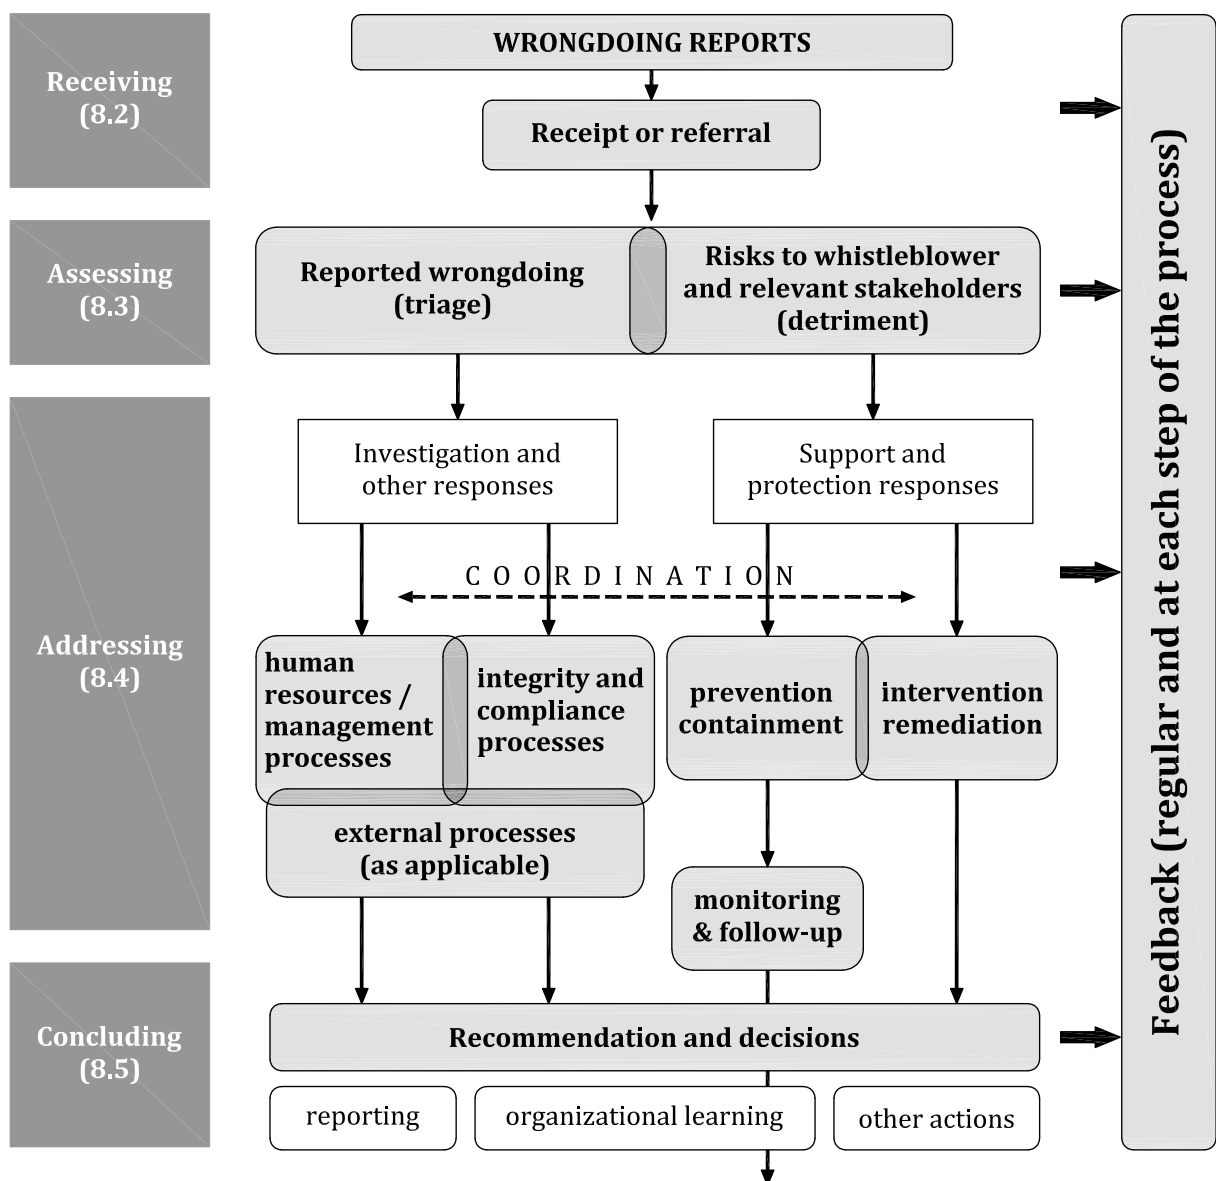 Receiving
(8.2)
WRONGDOING REPORTS
Receipt or referral
Assessing
(8.3)
Reported wrongdoing
(triage)
Risks to whistleblower
and relevant stakeholders
(detriment)
Addressing
(8.4)
Investigation and
other responses
Support and
protection responses
COORDINATION
human
resources /
management
processes
integrity and
compliance
processes
prevention
containment
intervention
remediation
external processes
(as applicable)
monitoring
& follow-up
Concluding
(8.5)
Recommendation and decisions
reporting
organizational learning
other actions
Feedback (regular and at each step of the process)